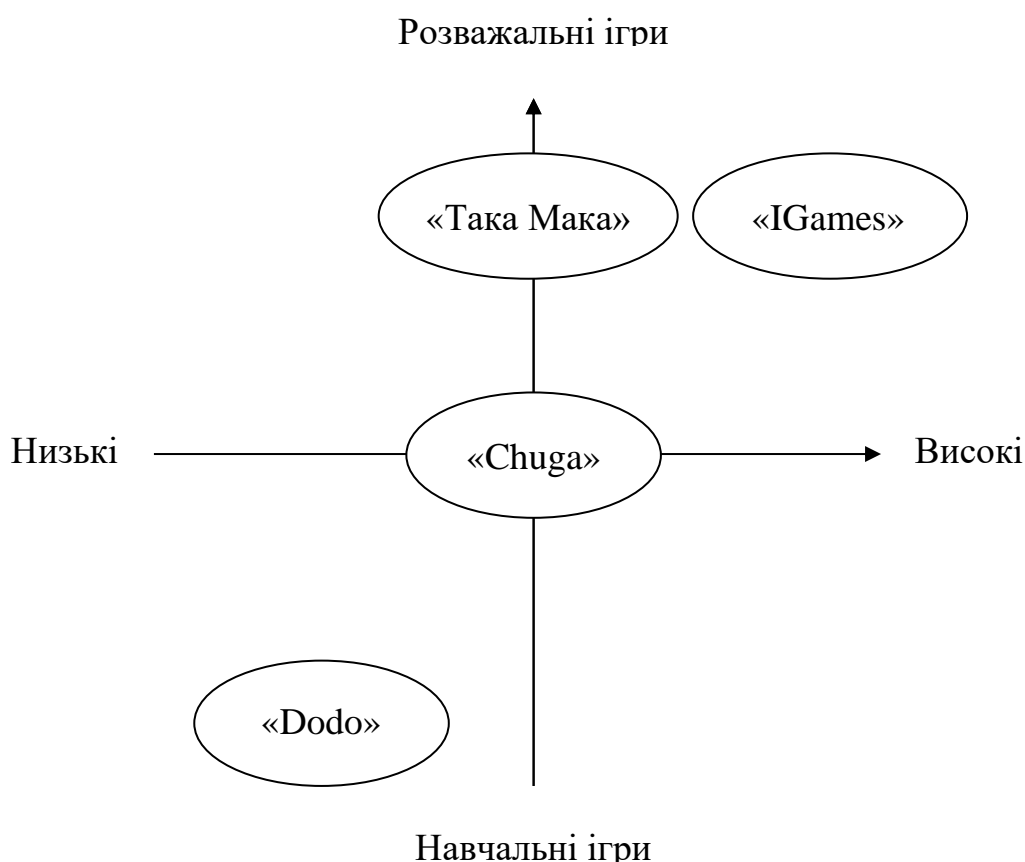 Розважальні ігри
«Така Мака»
«IGames»
Низькі
«Chuga»
Високі
«Dodo»
Навчальні ігри